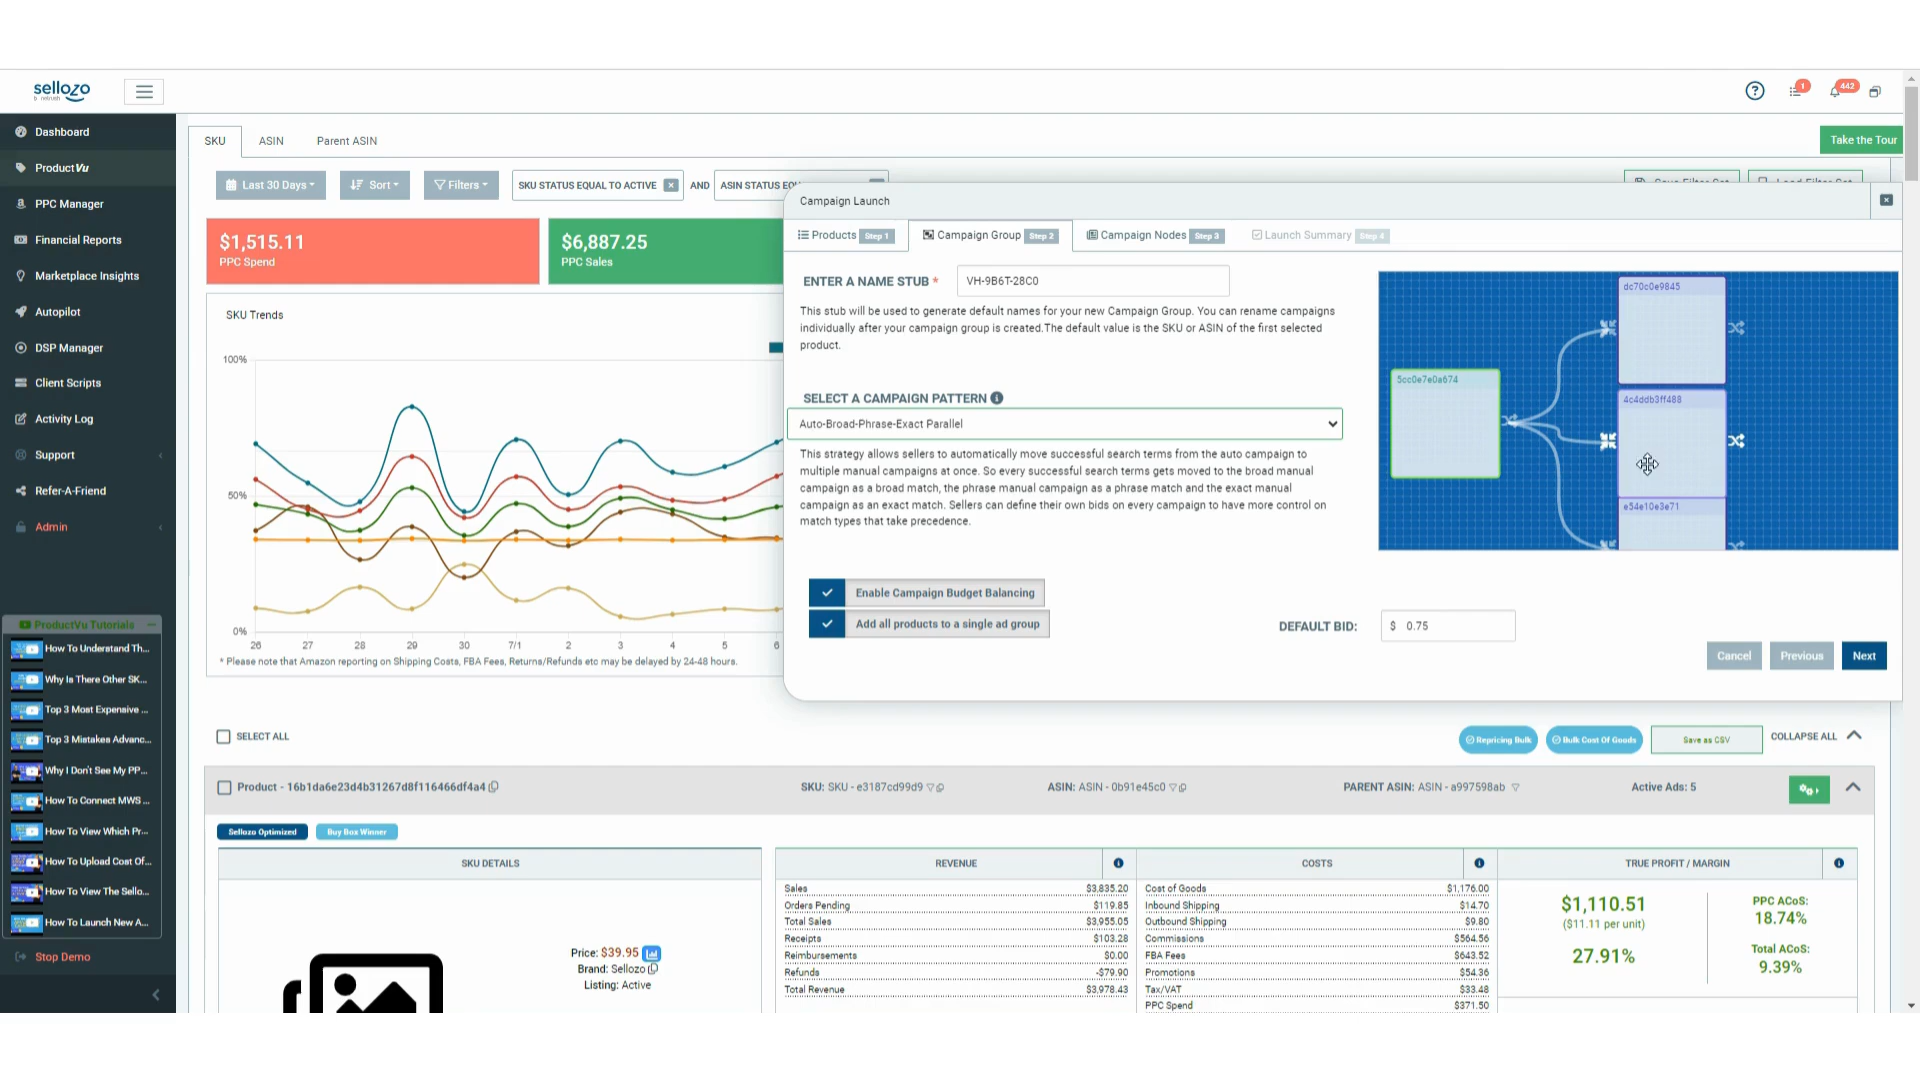 sellozo
Take the Tour
1
442
Dashboard
ProductVu
PPC Manager
Financial Reports
Marketplace Insights
Autopilot
DSP Manager
Client Scripts
Activity Log
Support
Refer-A-Friend
Admin
ProductVu Tutorials
How To Understand Th...
Why Is There Other SK...
Top 3 Most Expensive ...
Top 3 Mistakes Advanc...
Why I Don't See My PP...
How To Connect MWS ...
How To View Which Pr...
How To Upload Cost Of...
How To View The Sello...
How To Launch New A...
Stop Demo
SKU ASIN Parent ASIN
Last 30 Days Sort Filters SKU STATUS EQUAL TO ACTIVE AND ASIN STATUS EQU
$1,515.11
PPC Spend
$6,887.25
PPC Sales
SKU Trends
100%
50%
0%
26 27 28 29 30 7/1 2 3 4 5 6
* Please note that Amazon reporting on Shipping Costs, FBA Fees, Returns/Refunds etc may be delayed by 24-48 hours.
Campaign Launch
Products Step 1 Campaign Group Step 2 Campaign Nodes Step 3 Launch Summary Step 4
ENTER A NAME STUB * VH-9B6T-28C0
This stub will be used to generate default names for your new Campaign Group. You can rename campaigns
individually after your campaign group is created.The default value is the SKU or ASIN of the first selected
product.
SELECT A CAMPAIGN PATTERN
Auto-Broad-Phrase-Exact Parallel
This strategy allows sellers to automatically move successful search terms from the auto campaign to
multiple manual campaigns at once. So every successful search terms gets moved to the broad manual
campaign as a broad match, the phrase manual campaign as a phrase match and the exact manual
campaign as an exact match. Sellers can define their own bids on every campaign to have more control on
match types that take precedence.
Enable Campaign Budget Balancing
Add all products to a single ad group
dc70c0e9845
5cc0e7e0a674
4c4ddb3ff488
e54e10e3e71
DEFAULT BID: $ 0.75
Cancel Previous Next
SELECT ALL
Repricing Bulk Bulk Cost Of Goods Save as CSV COLLAPSE ALL
Product - 16b1da6e23d4b31267d8f116466df4a4 SKU: SKU - e3187cd99d9 ASIN: ASIN - 0b91e45c0 PARENT ASIN: ASIN - a997598ab Active Ads: 5
Sellozo Optimized Buy Box Winner
SKU DETAILS
Price: $39.95
Brand: Sellozo
Listing: Active
REVENUE
Sales $3,835.20
Orders Pending $119.85
Total Sales $3,955.05
Receipts $103.28
Reimbursements $0.00
Refunds -$79.90
Total Revenue $3,978.43
COSTS
Cost of Goods $1,176.00
Inbound Shipping $14.70
Outbound Shipping $9.80
Commissions $564.56
FBA Fees $643.52
Promotions $54.36
Tax/VAT $33.48
PPC Spend $371.50
TRUE PROFIT / MARGIN
$1,110.51
($11.11 per unit)
27.91%
PPC ACoS:
18.74%
Total ACoS:
9.39%